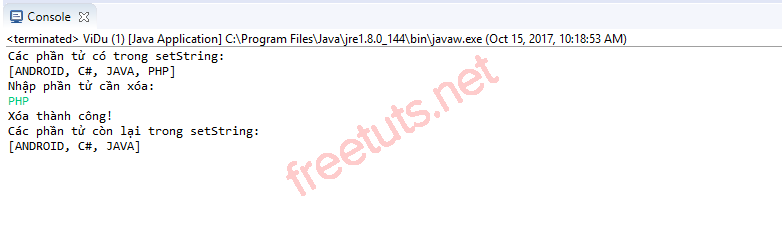 Console
<terminated> ViDu (1) [Java Application] C:\Program Files\Java\jre1.8.0_144\bin\javaw.exe (Oct 15, 2017, 10:18:53 AM)
Các phần tử có trong setString:
[ANDROID, C#, JAVA, PHP]
Nhập phần tử cần xóa:
PHP
Xóa thành công!
Các phần tử còn lại trong setString:
[ANDROID, C#, JAVA]
freetuts.net